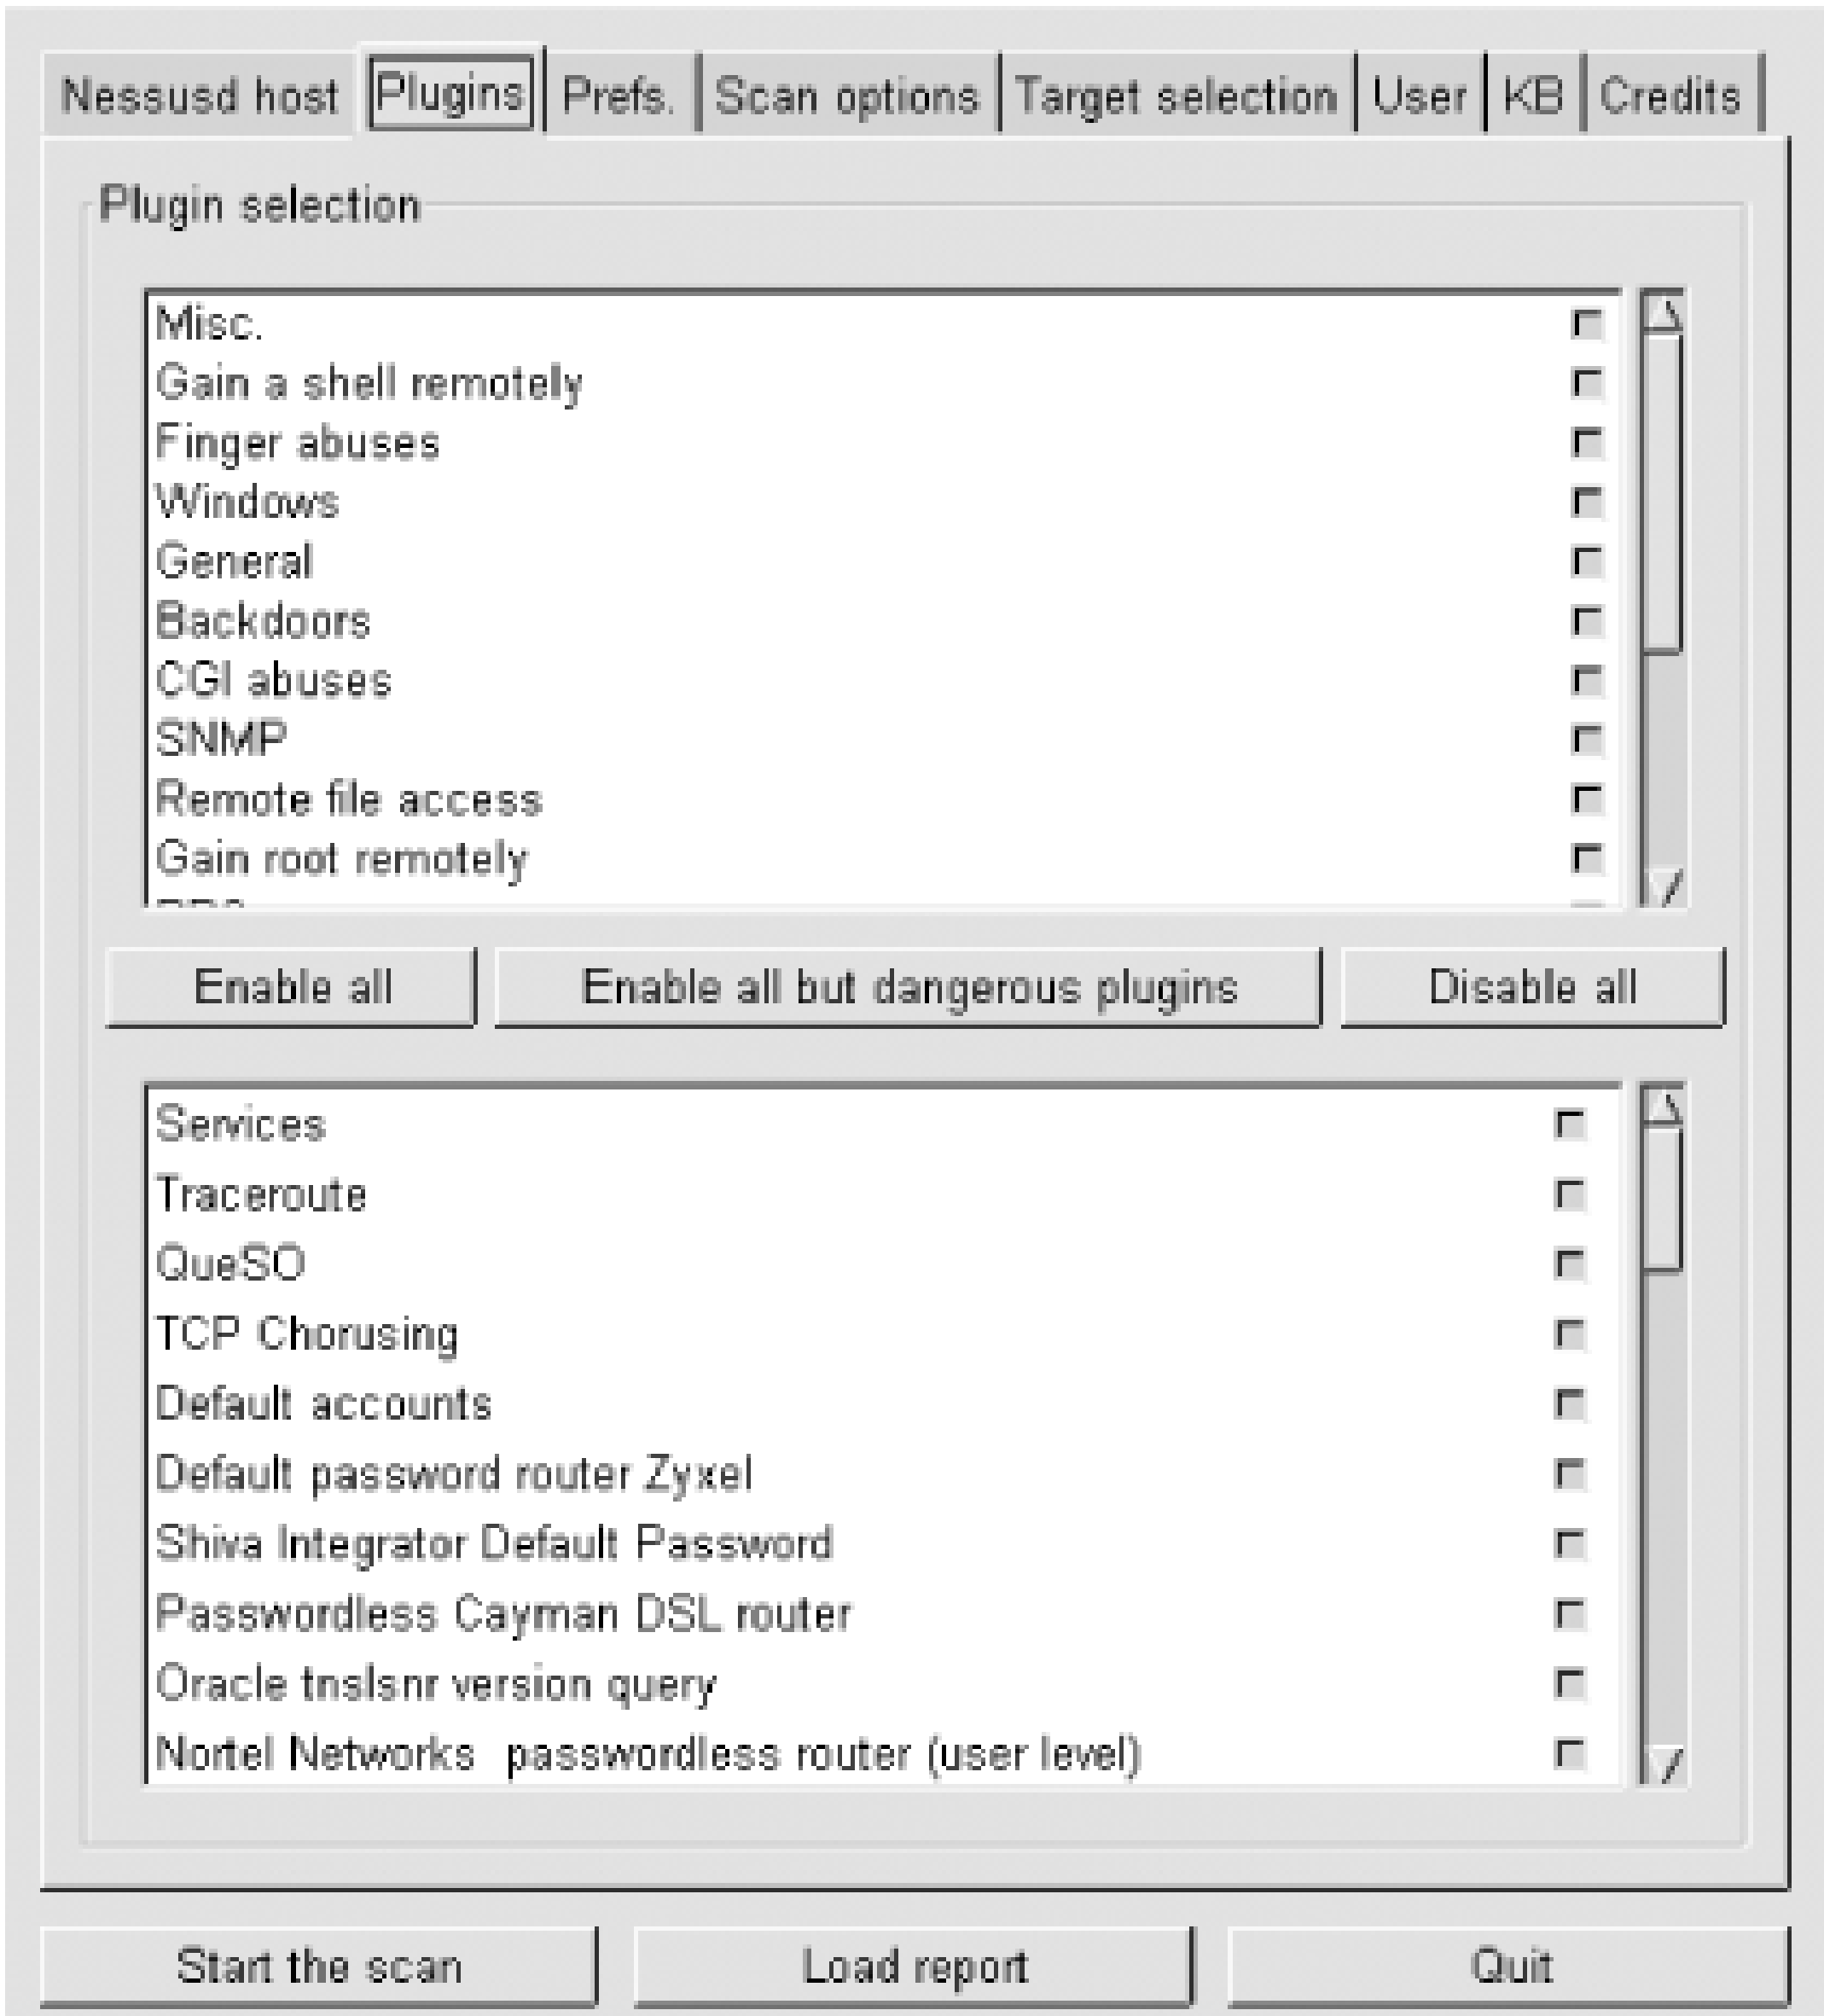 Nessusd host Plugins Prefs. Scan options Target selection User KB Credits
Plugin selection
Misc.
Gain a shell remotely
Finger abuses
Windows
General
Backdoors
CGI abuses
SNMP
Remote file access
Gain root remotely
Enable all Enable all but dangerous plugins Disable all
Services
Traceroute
QueSO
TCP Chorusing
Default accounts
Default password router Zyxel
Shiva Integrator Default Password
Passwordless Cayman DSL router
Oracle tnslsnr version query
Nortel Networks  passwordless router (user level)
Start the scan Load report Quit